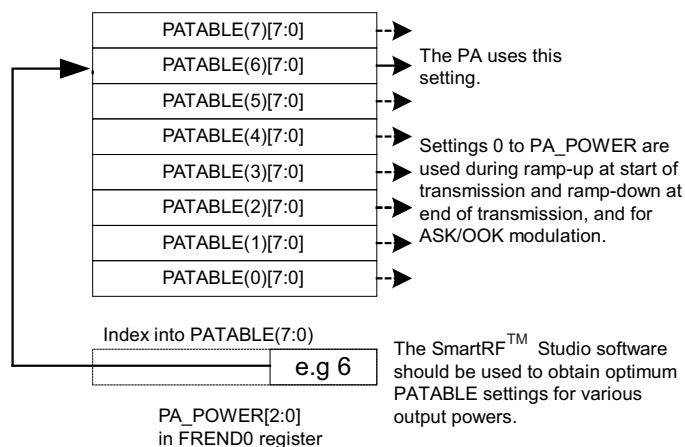 PATABLE(7)[7:0]
PATABLE(6)[7:0]
PATABLE(5)[7:0]
PATABLE(4)[7:0]
PATABLE(3)[7:0]
PATABLE(2)[7:0]
PATABLE(1)[7:0]
PATABLE(0)[7:0]
The PA uses this
setting.
Settings 0 to PA_POWER are
used during ramp-up at start of
transmission and ramp-down at
end of transmission, and for
ASK/OOK modulation.
Index into PATABLE(7:0)
e.g 6
PA_POWER[2:0]
in FREND0 register
The SmartRF™ Studio software
should be used to obtain optimum
PATABLE settings for various
output powers.